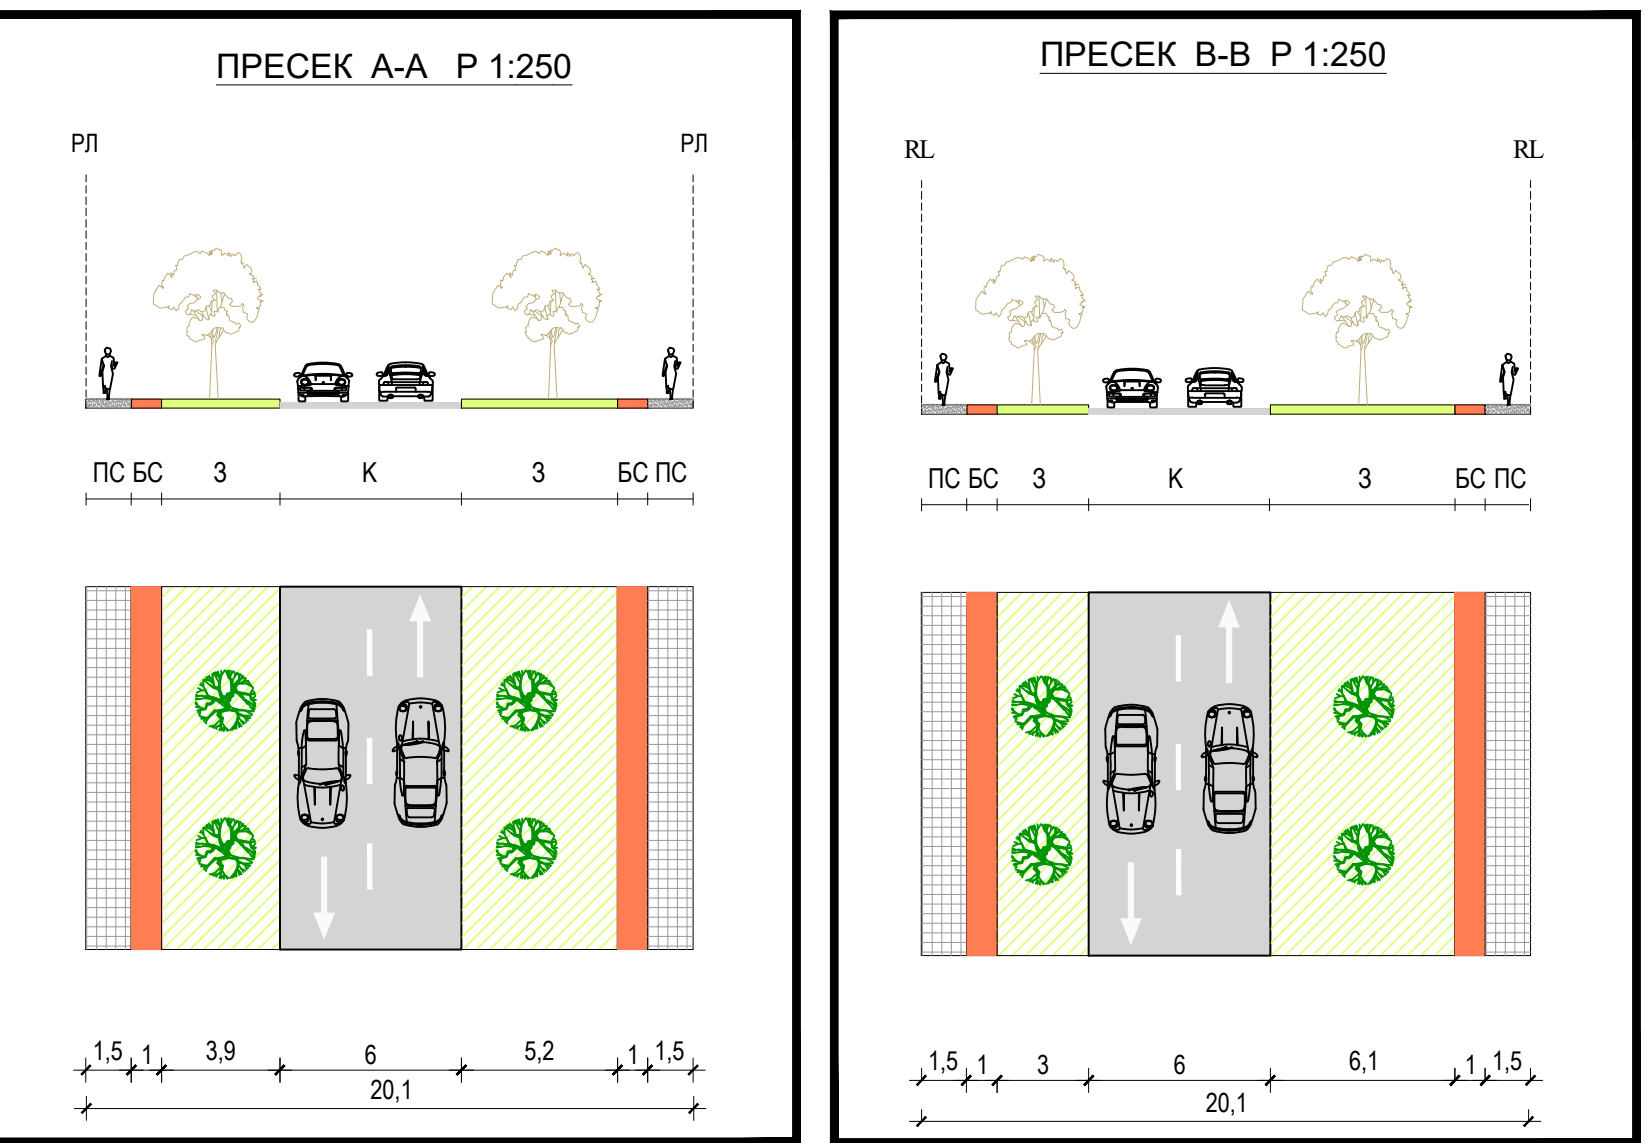 ПРЕСЕК А-А Р 1:250
РЛ РЛ
ПС БС З К З БС ПС
1,5 1 3,9 6 5,2 1 1,5
20,1
ПРЕСЕК В-В Р 1:250
RL RL
ПС БС З К З БС ПС
1,5 1 3 6 6,1 1 1,5
20,1